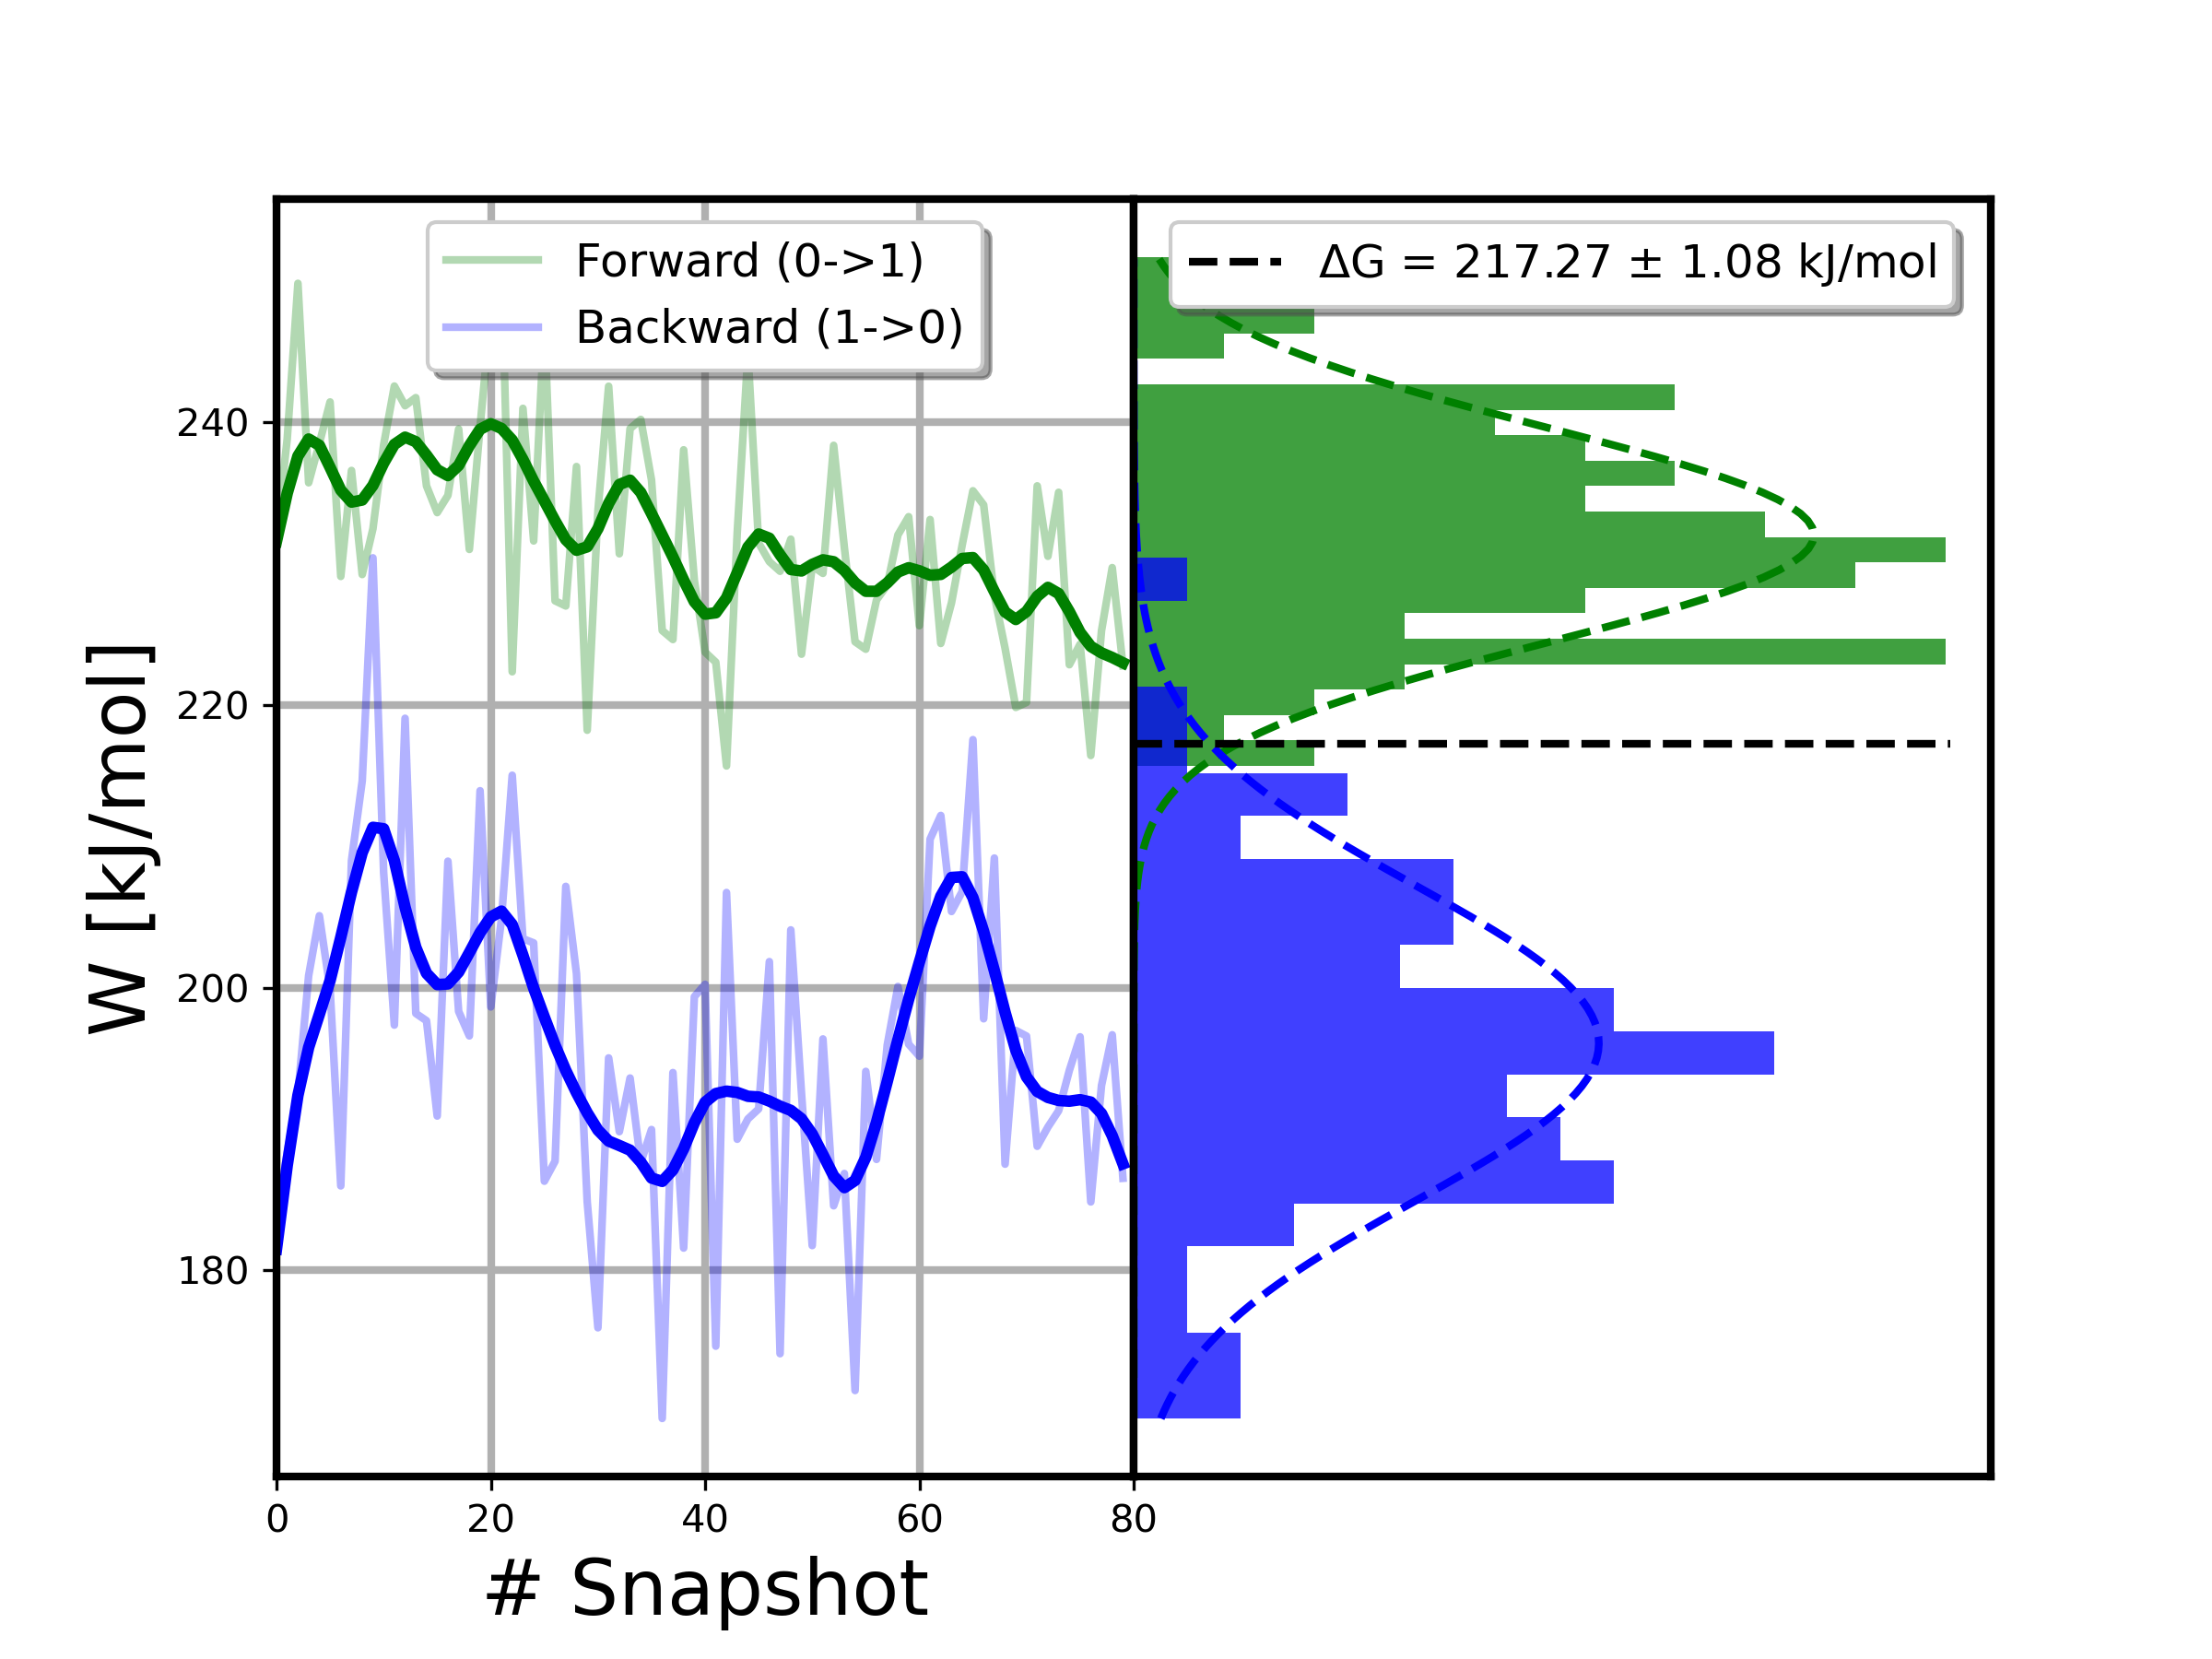 Forward (0->1)
Backward (1->0)
ΔG = 217.27 ± 1.08 kJ/mol
240
220
200
180
W [kJ/mol]
0 20 40 60 80
# Snapshot